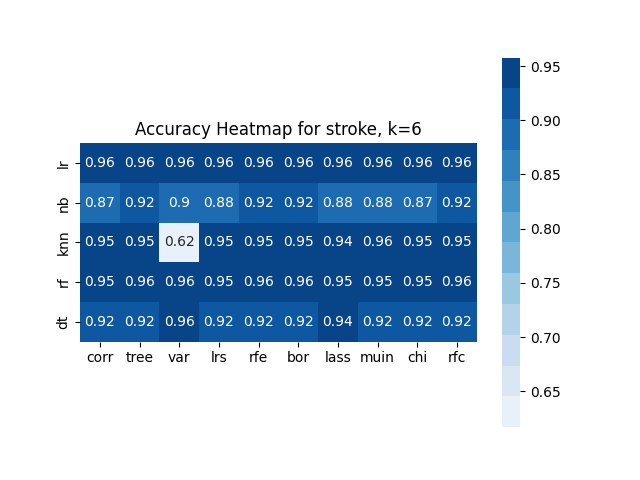 Accuracy Heatmap for stroke, k=6
lr 0.96 0.96 0.96 0.96 0.96 0.96 0.96 0.96 0.96 0.96
nb 0.87 0.92 0.9 0.88 0.92 0.92 0.88 0.88 0.87 0.92
knn 0.95 0.95 0.62 0.95 0.95 0.95 0.94 0.96 0.95 0.95
rf 0.95 0.96 0.96 0.95 0.96 0.96 0.95 0.95 0.95 0.96
dt 0.92 0.92 0.96 0.92 0.92 0.92 0.94 0.92 0.92 0.92
corr tree var lrs rfe bor lass muin chi rfc
0.95
0.90
0.85
0.80
0.75
0.70
0.65